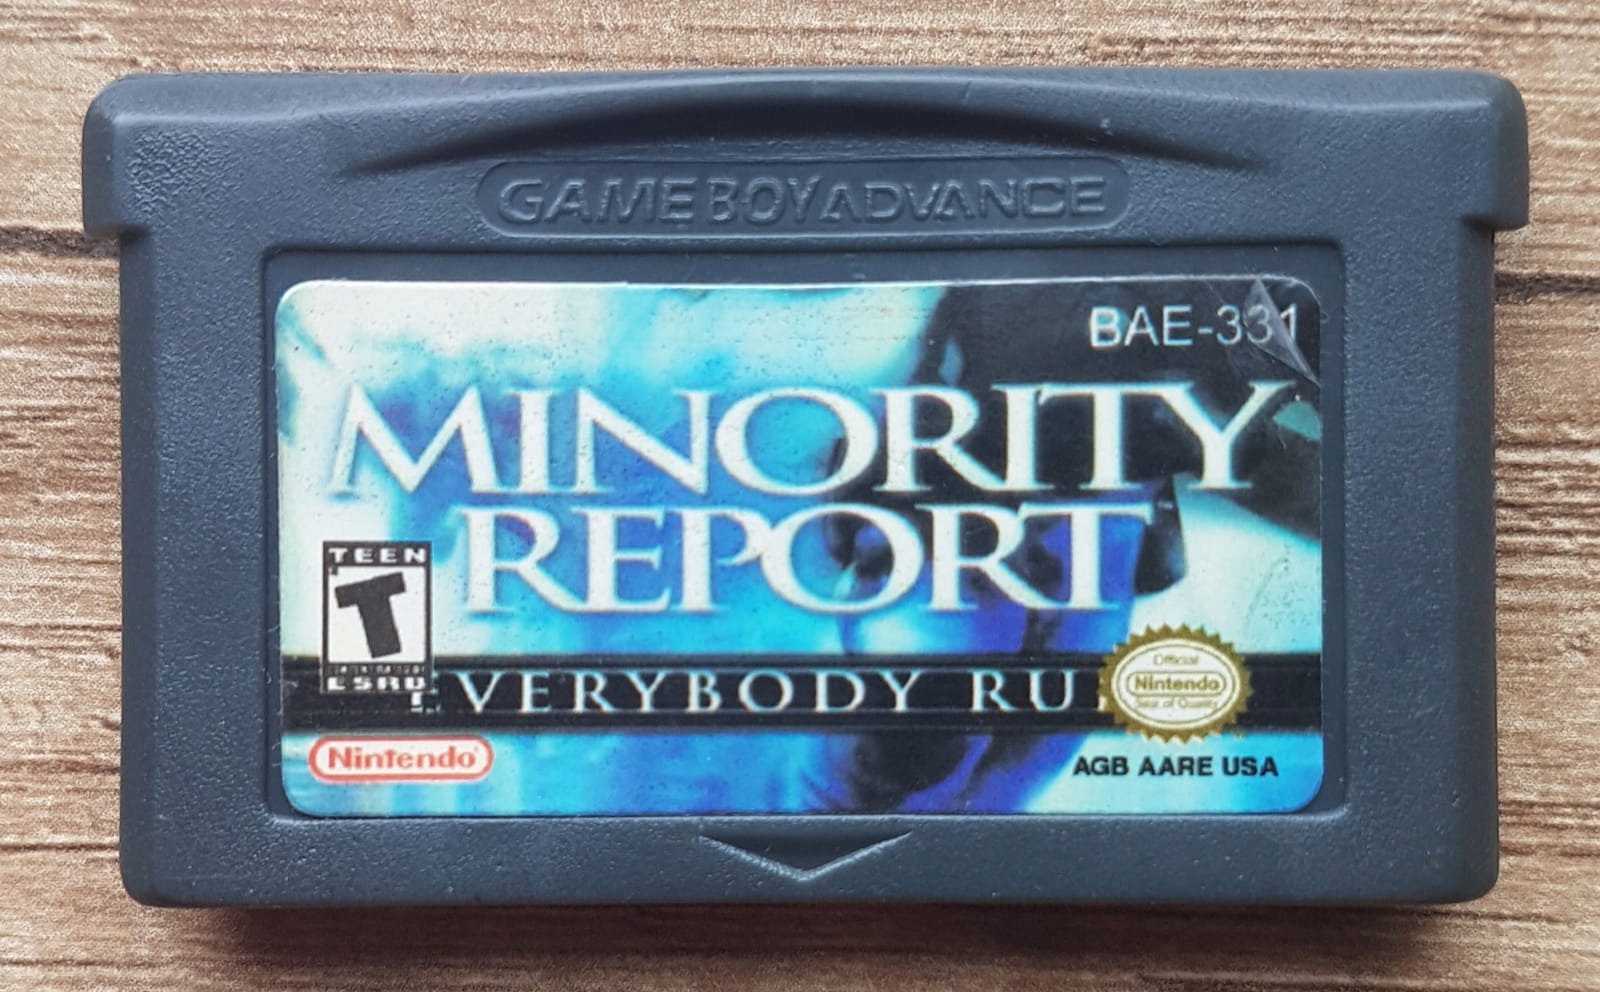 GAME BOY ADVANCE
BAE-331
MINORITY
REPORT
TEEN
T
ESRB
EVERYBODY RU
Official
Nintendo
Seal of Quality
Nintendo
AGB AARE USA